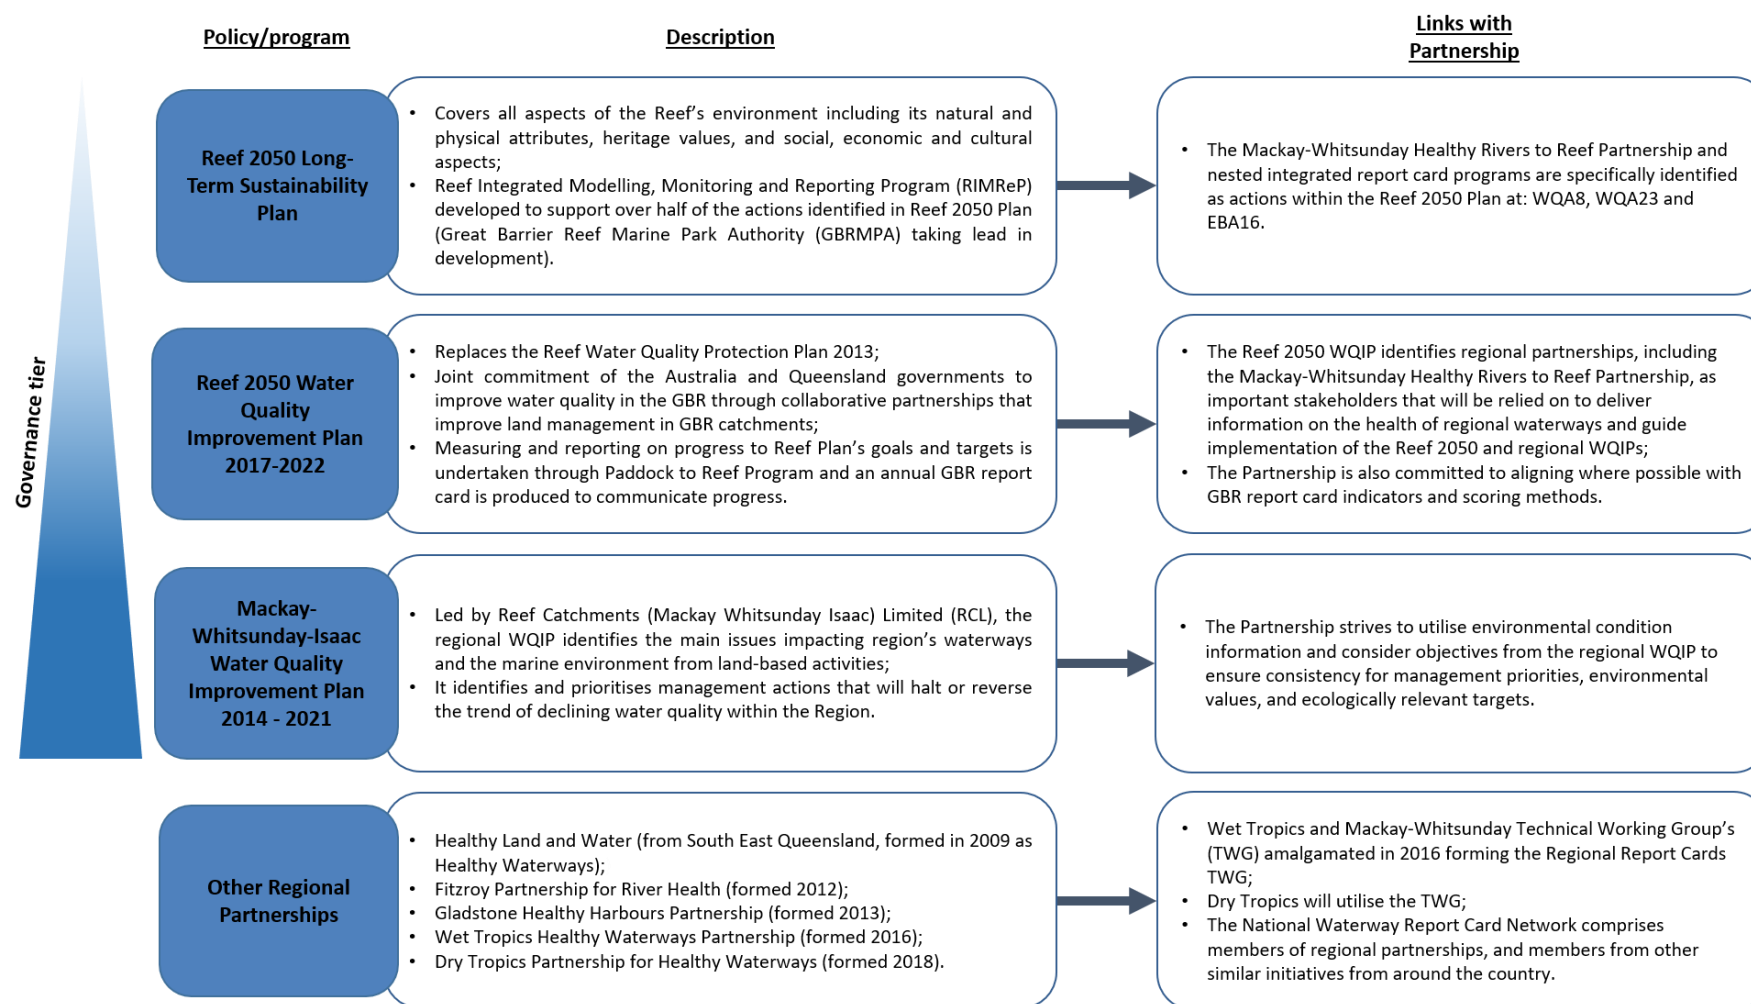 Policy/program
Description
Links with
Partnership
Governance tier
Reef 2050 Long-
Term Sustainability
Plan
• Covers all aspects of the Reef's environment including its natural and
physical attributes, heritage values, and social, economic and cultural
aspects;
• Reef Integrated Modelling, Monitoring and Reporting Program (RIMReP)
developed to support over half of the actions identified in Reef 2050 Plan
(Great Barrier Reef Marine Park Authority (GBRMPA) taking lead in
development).
• The Mackay-Whitsunday Healthy Rivers to Reef Partnership and
nested integrated report card programs are specifically identified
as actions within the Reef 2050 Plan at: WQA8, WQA23 and
EBA16.
Reef 2050 Water
Quality
Improvement Plan
2017-2022
• Replaces the Reef Water Quality Protection Plan 2013;
• Joint commitment of the Australia and Queensland governments to
improve water quality in the GBR through collaborative partnerships that
improve land management in GBR catchments;
• Measuring and reporting on progress to Reef Plan's goals and targets is
undertaken through Paddock to Reef Program and an annual GBR report
card is produced to communicate progress.
• The Reef 2050 WQIP identifies regional partnerships, including
the Mackay-Whitsunday Healthy Rivers to Reef Partnership, as
important stakeholders that will be relied on to deliver
information on the health of regional waterways and guide
implementation of the Reef 2050 and regional WQIPs;
• The Partnership is also committed to aligning where possible with
GBR report card indicators and scoring methods.
Mackay-
Whitsunday-Isaac
Water Quality
Improvement Plan
2014 - 2021
• Led by Reef Catchments (Mackay Whitsunday Isaac) Limited (RCL), the
regional WQIP identifies the main issues impacting region's waterways
and the marine environment from land-based activities;
• It identifies and prioritises management actions that will halt or reverse
the trend of declining water quality within the Region.
• The Partnership strives to utilise environmental condition
information and consider objectives from the regional WQIP to
ensure consistency for management priorities, environmental
values, and ecologically relevant targets.
Other Regional
Partnerships
• Healthy Land and Water (from South East Queensland, formed in 2009 as
Healthy Waterways);
• Fitzroy Partnership for River Health (formed 2012);
• Gladstone Healthy Harbours Partnership (formed 2013);
• Wet Tropics Healthy Waterways Partnership (formed 2016);
• Dry Tropics Partnership for Healthy Waterways (formed 2018).
• Wet Tropics and Mackay-Whitsunday Technical Working Group's
(TWG) amalgamated in 2016 forming the Regional Report Cards
TWG;
• Dry Tropics will utilise the TWG;
• The National Waterway Report Card Network comprises
members of regional partnerships, and members from other
similar initiatives from around the country.